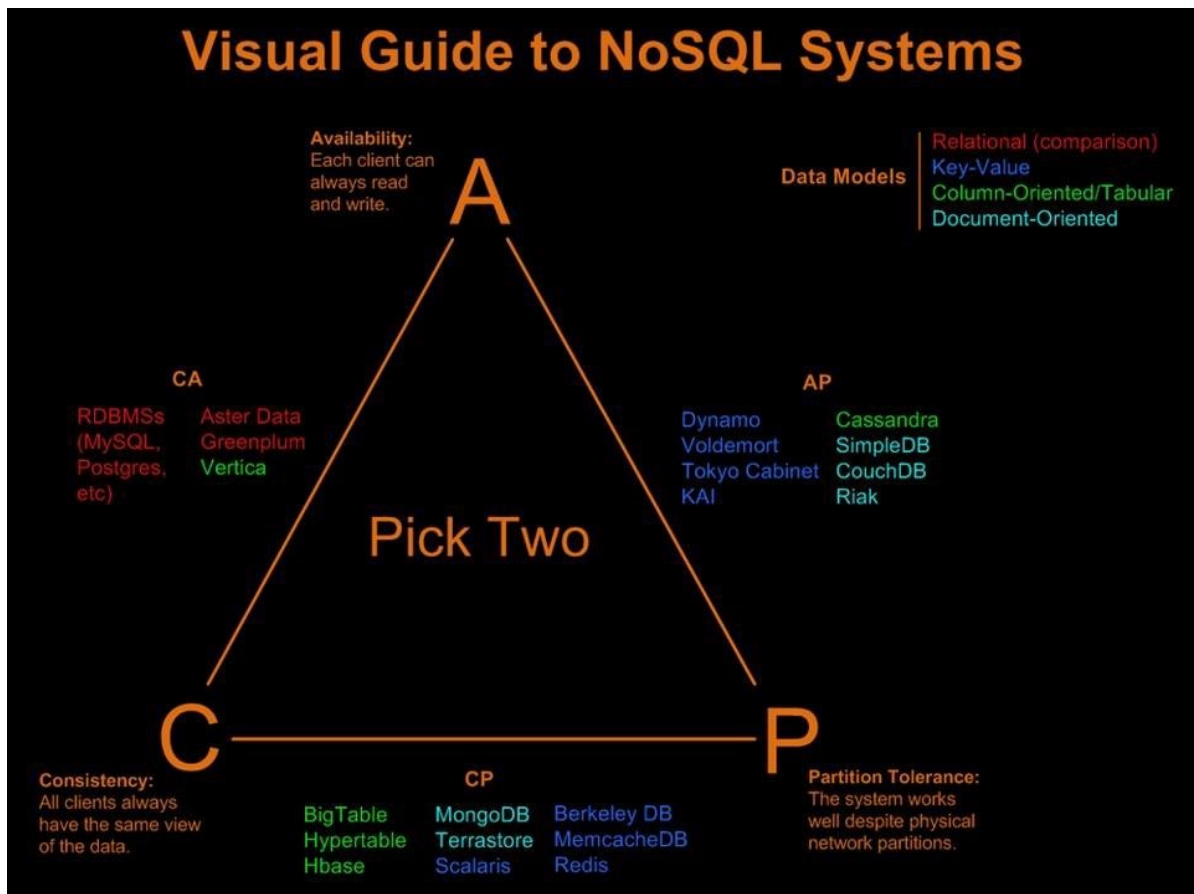 Visual Guide to NoSQL Systems
Availability:
Each client can
always read
and write.
A
Data Models
Relational (comparison)
Key-Value
Column-Oriented/Tabular
Document-Oriented
CA
RDBMSs
(MySQL,
Postgres,
etc)
Aster Data
Greenplum
Vertica
AP
Dynamo
Voldemort
Tokyo Cabinet
KAI
Cassandra
SimpleDB
CouchDB
Riak
Pick Two
C
P
Consistency:
All clients always
have the same view
of the data.
CP
BigTable
Hypertable
Hbase
MongoDB
Terrastore
Scalaris
Berkeley DB
MemcacheDB
Redis
Partition Tolerance:
The system works
well despite physical
network partitions.